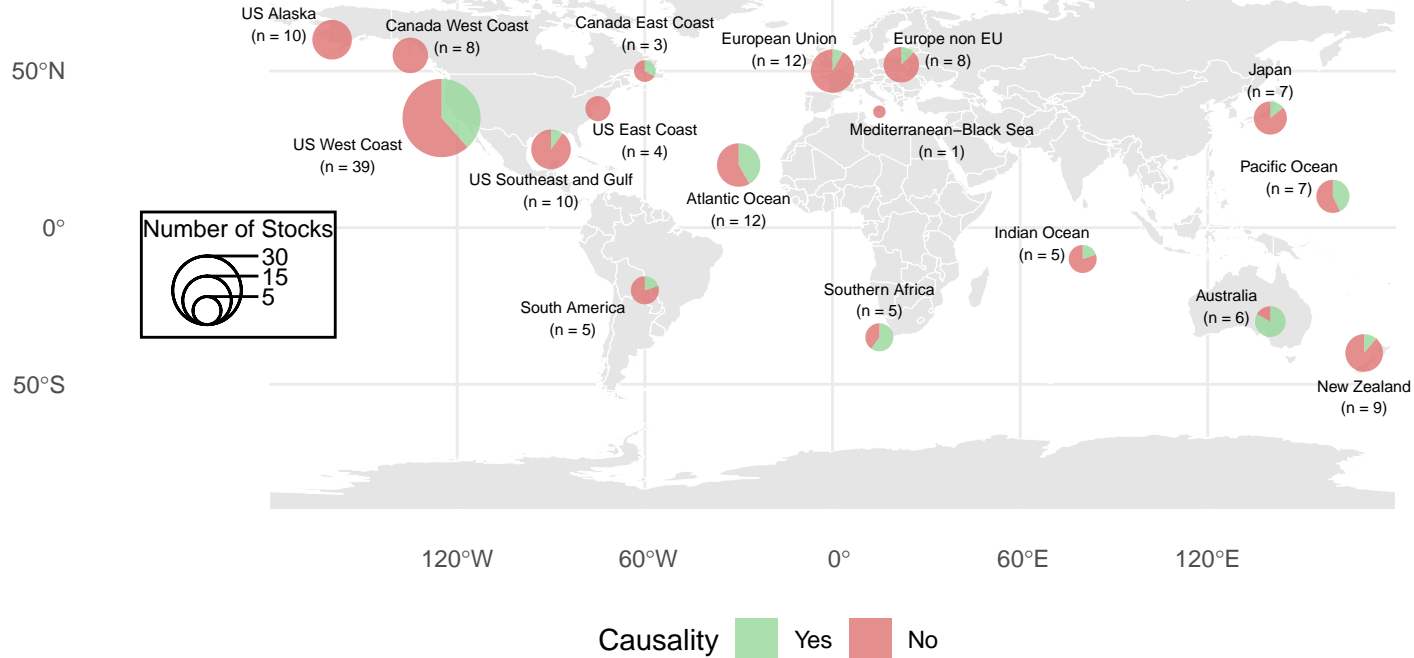 US Alaska
(n = 10)
Canada West Coast
(n = 8)
Canada East Coast
(n = 3)
European Union
(n = 12)
Europe non EU
(n = 8)
Japan
(n = 7)
50°N
US West Coast
(n = 39)
US East Coast
(n = 4)
US Southeast and Gulf
(n = 10)
Mediterranean−Black Sea
(n = 1)
Atlantic Ocean
(n = 12)
Pacific Ocean
(n = 7)
0°
Number of Stocks
30
15
5
Indian Ocean
(n = 5)
South America
(n = 5)
Southern Africa
(n = 5)
Australia
(n = 6)
50°S
New Zealand
(n = 9)
120°W
60°W
0°
60°E
120°E
Causality
Yes
No